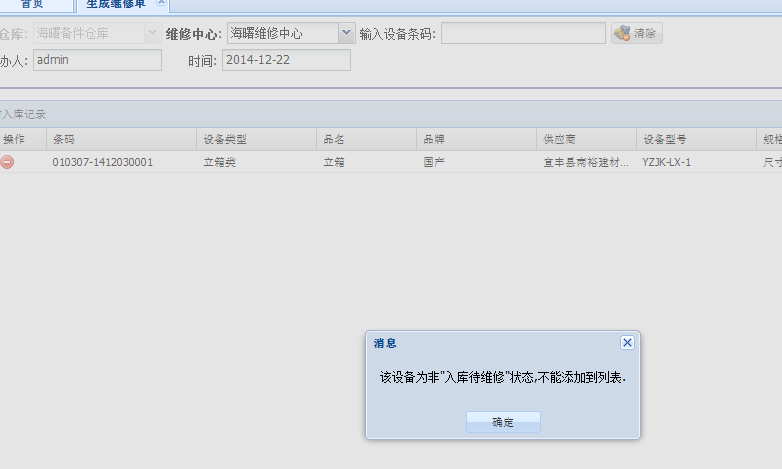 首页 生成维修单
仓库: 海曙备件仓库 维修中心: 海曙维修中心 输入设备条码: 清除
办人: admin 时间: 2014-12-22
入库记录
操作 条码 设备类型 品名 品牌 供应商 设备型号 规格
010307-1412030001 立箱类 立箱 国产 宜丰县南裕建材... YZJK-LX-1 尺寸
消息
该设备为非"入库待维修"状态,不能添加到列表.
确定